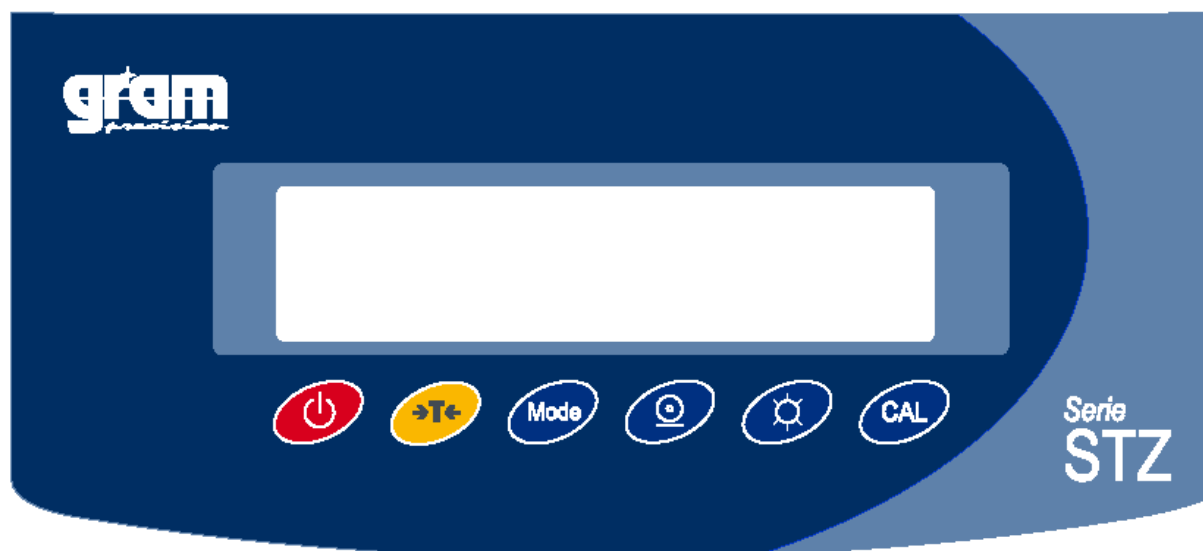 gram
precision
→T←
Mode
CAL
Serie
STZ